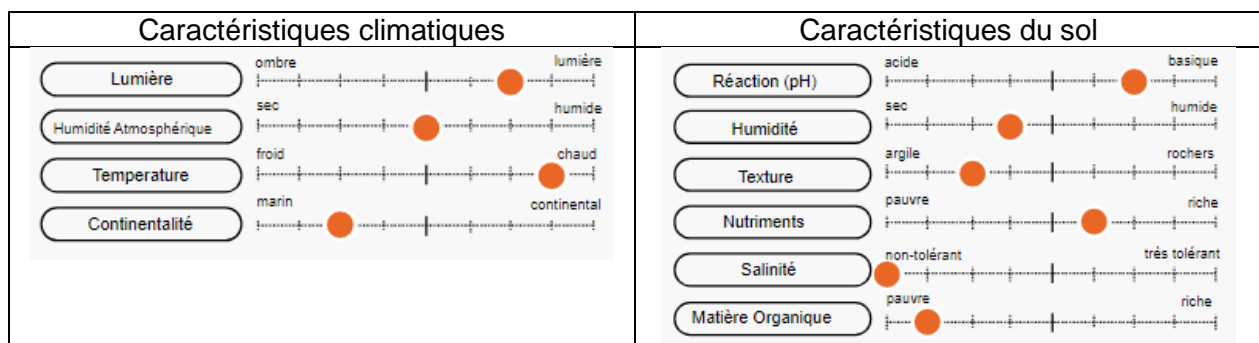 Caractéristiques climatiques
Lumière
ombre
lumière
Humidité Atmosphérique
sec
humide
Temperature
froid
chaud
Continentalité
marin
continental
Caractéristiques du sol
Réaction (pH)
acide
basique
Humidité
sec
humide
Texture
argile
rochers
Nutriments
pauvre
riche
Salinité
non-tolérant
très tolérant
Matière Organique
pauvre
riche